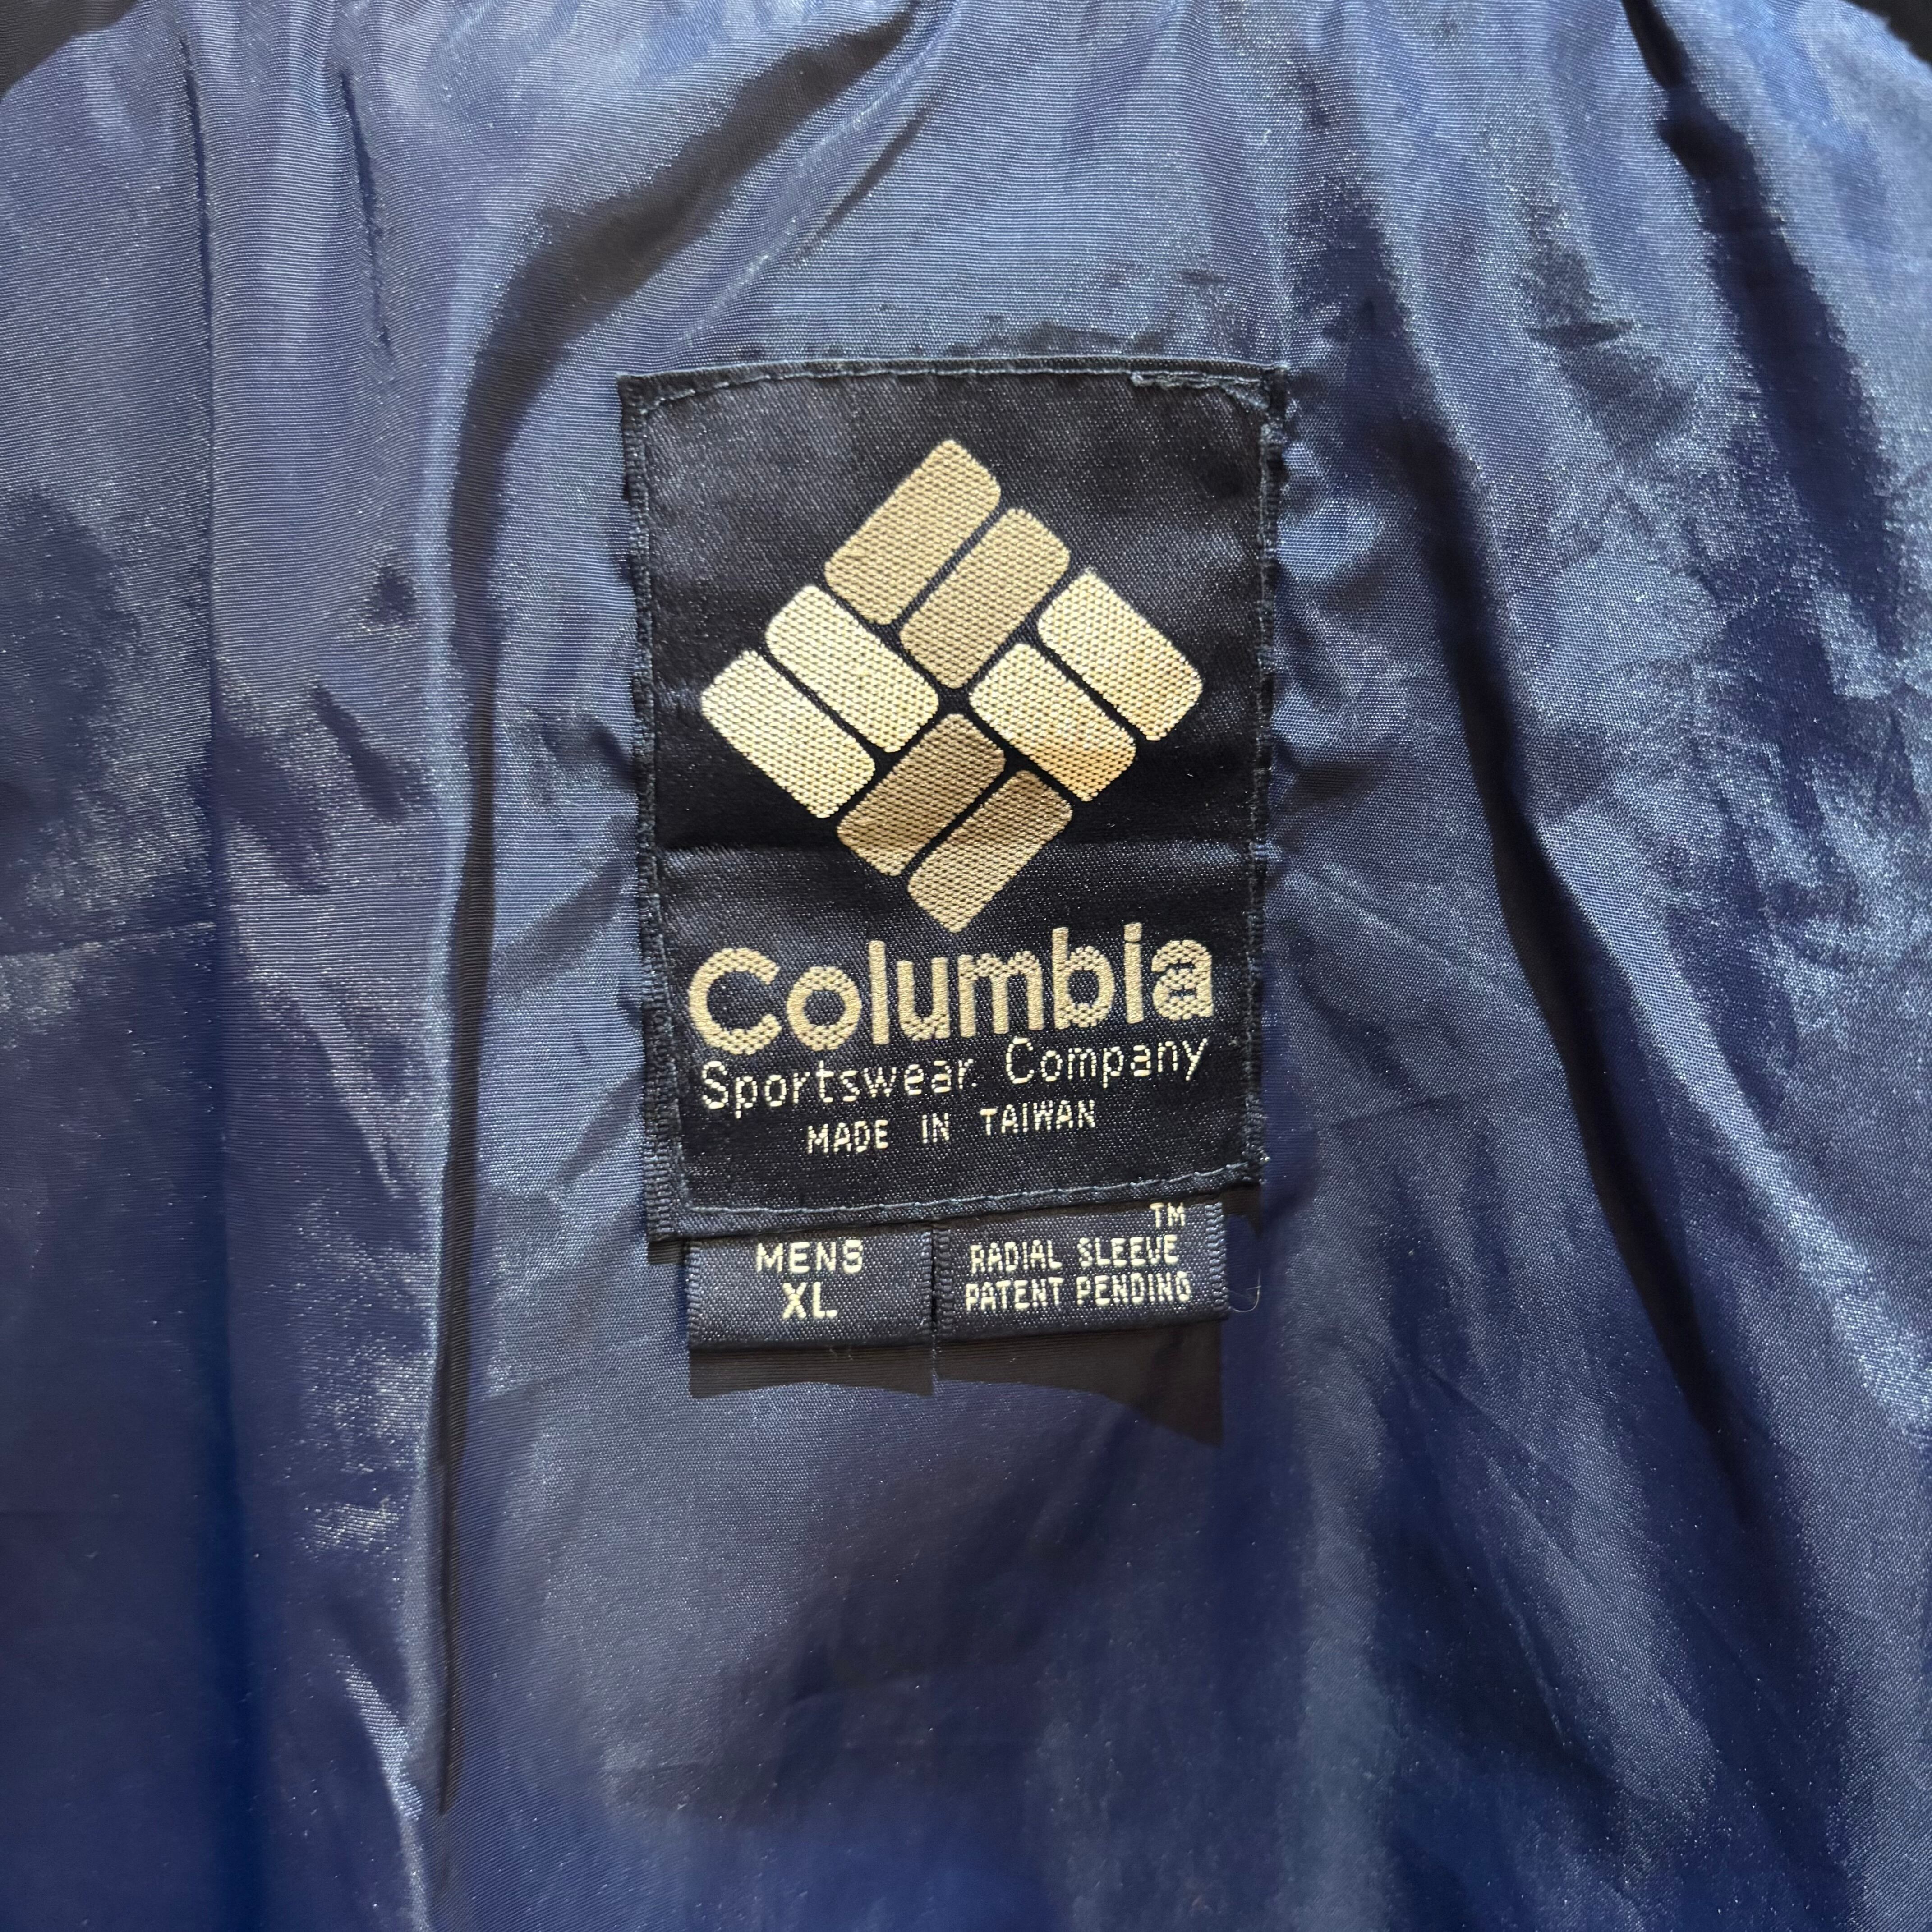 Columbia
Sportswear Company
MADE IN TAIWAN
MENS
XL
TM
RADIAL SLEEVE
PATENT PENDING